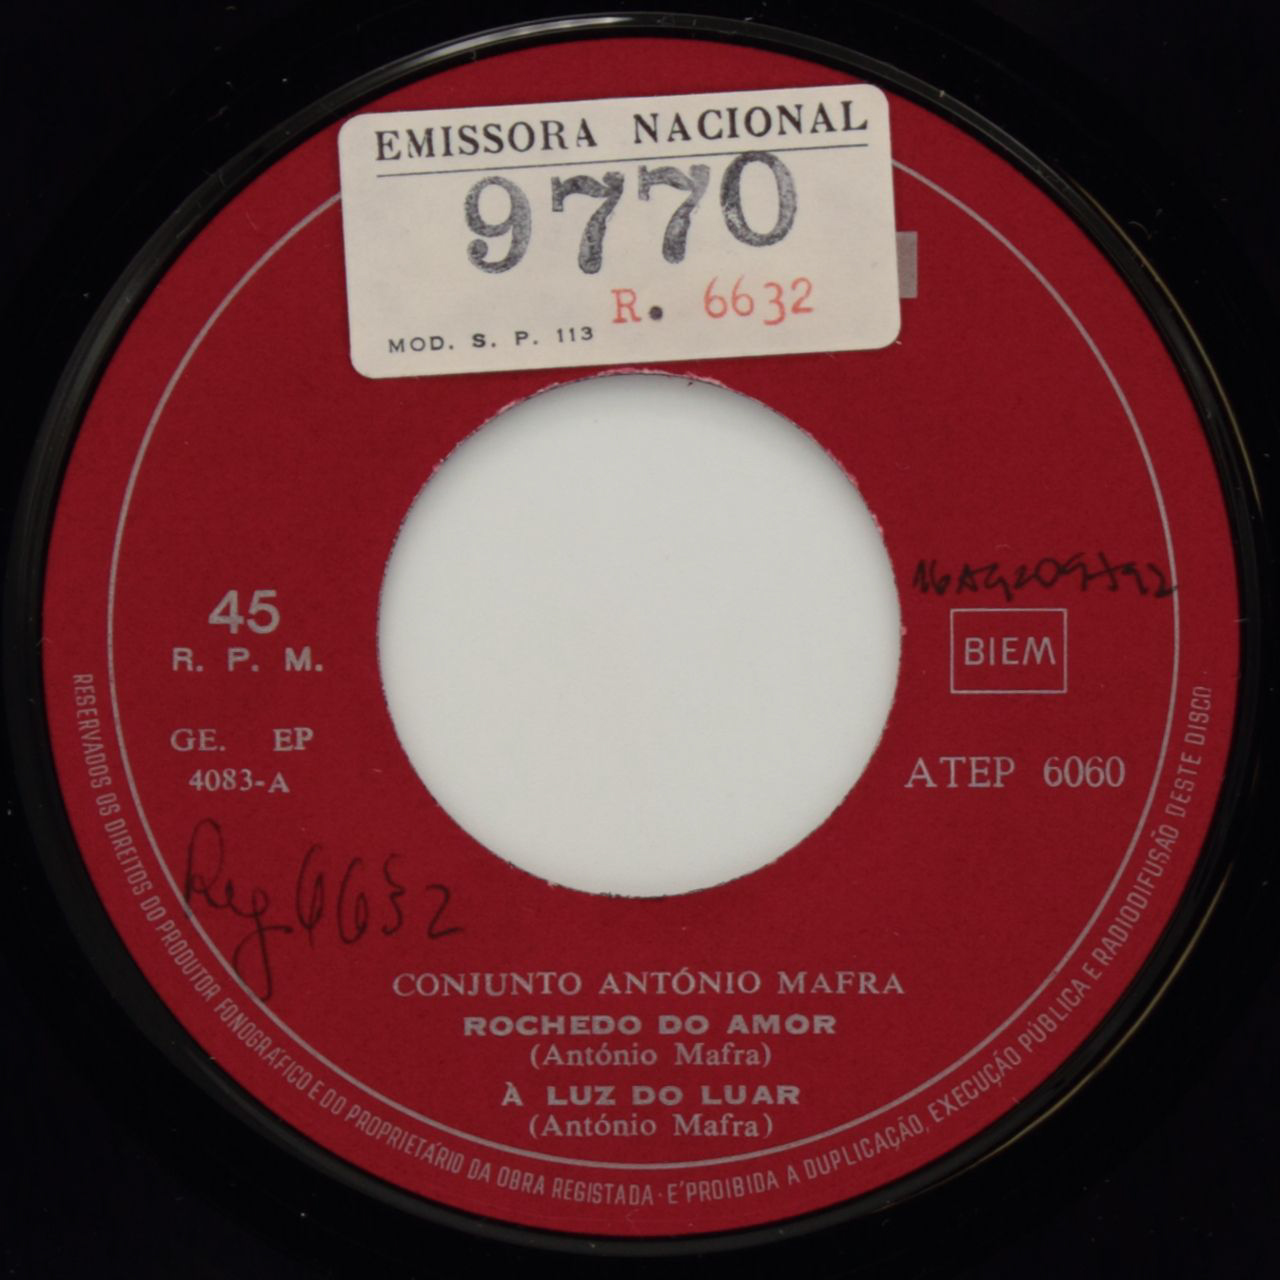 EMISSORA NACIONAL
9770
R. 6632
MOD. S. P. 113
45
R. P. M.
GE. EP
4083-A
BIEM
ATEP 6060
Reg 6632
CONJUNTO ANTÓNIO MAFRA
ROCHEDO DO AMOR
(António Mafra)
À LUZ DO LUAR
(António Mafra)
RESERVADOS OS DIREITOS DO PRODUTOR FONOGRÁFICO E DO PROPRIETÁRIO DA OBRA REGISTADA · E'PROIBIDA A DUPLICAÇÃO, EXECUÇÃO PÚBLICA E RADIODIFUSÃO DESTE DISCO ·